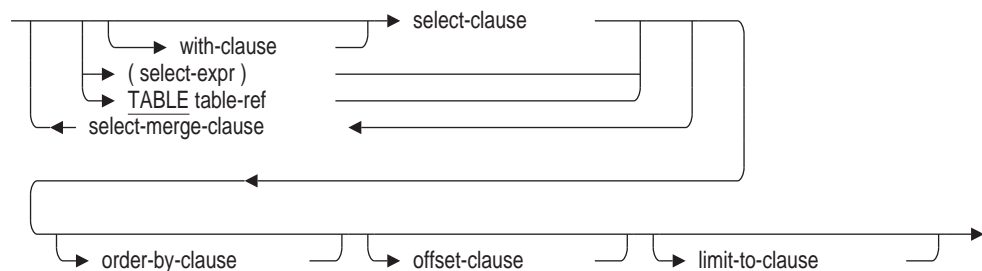 select-clause
with-clause
( select-expr )
TABLE table-ref
select-merge-clause
order-by-clause offset-clause limit-to-clause